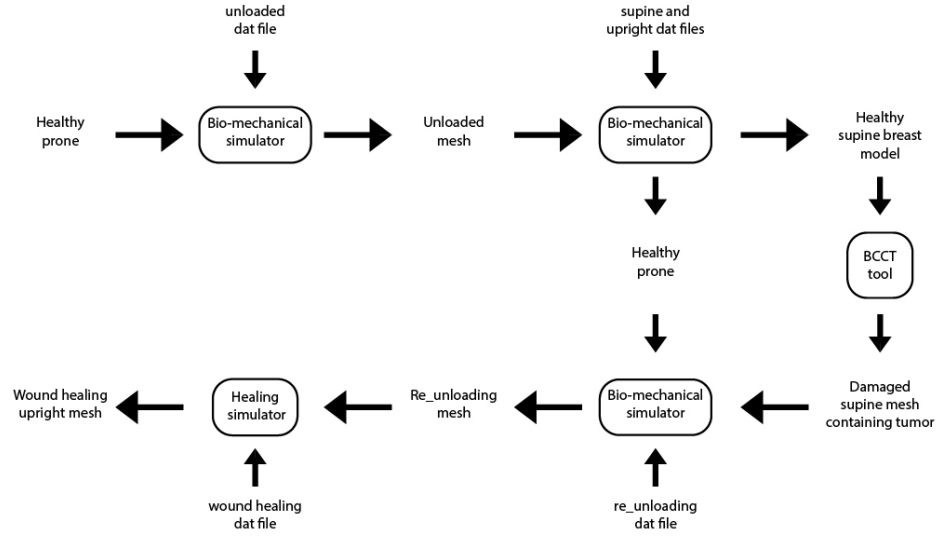 unloaded
dat file
supine and
upright dat files
Healthy
prone
Bio-mechanical
simulator
Unloaded
mesh
Bio-mechanical
simulator
Healthy
supine breast
model
Healthy
prone
BCCT
tool
Wound healing
upright mesh
Healing
simulator
Re_unloading
mesh
Bio-mechanical
simulator
Damaged
supine mesh
containing tumor
wound healing
dat file
re_unloading
dat file